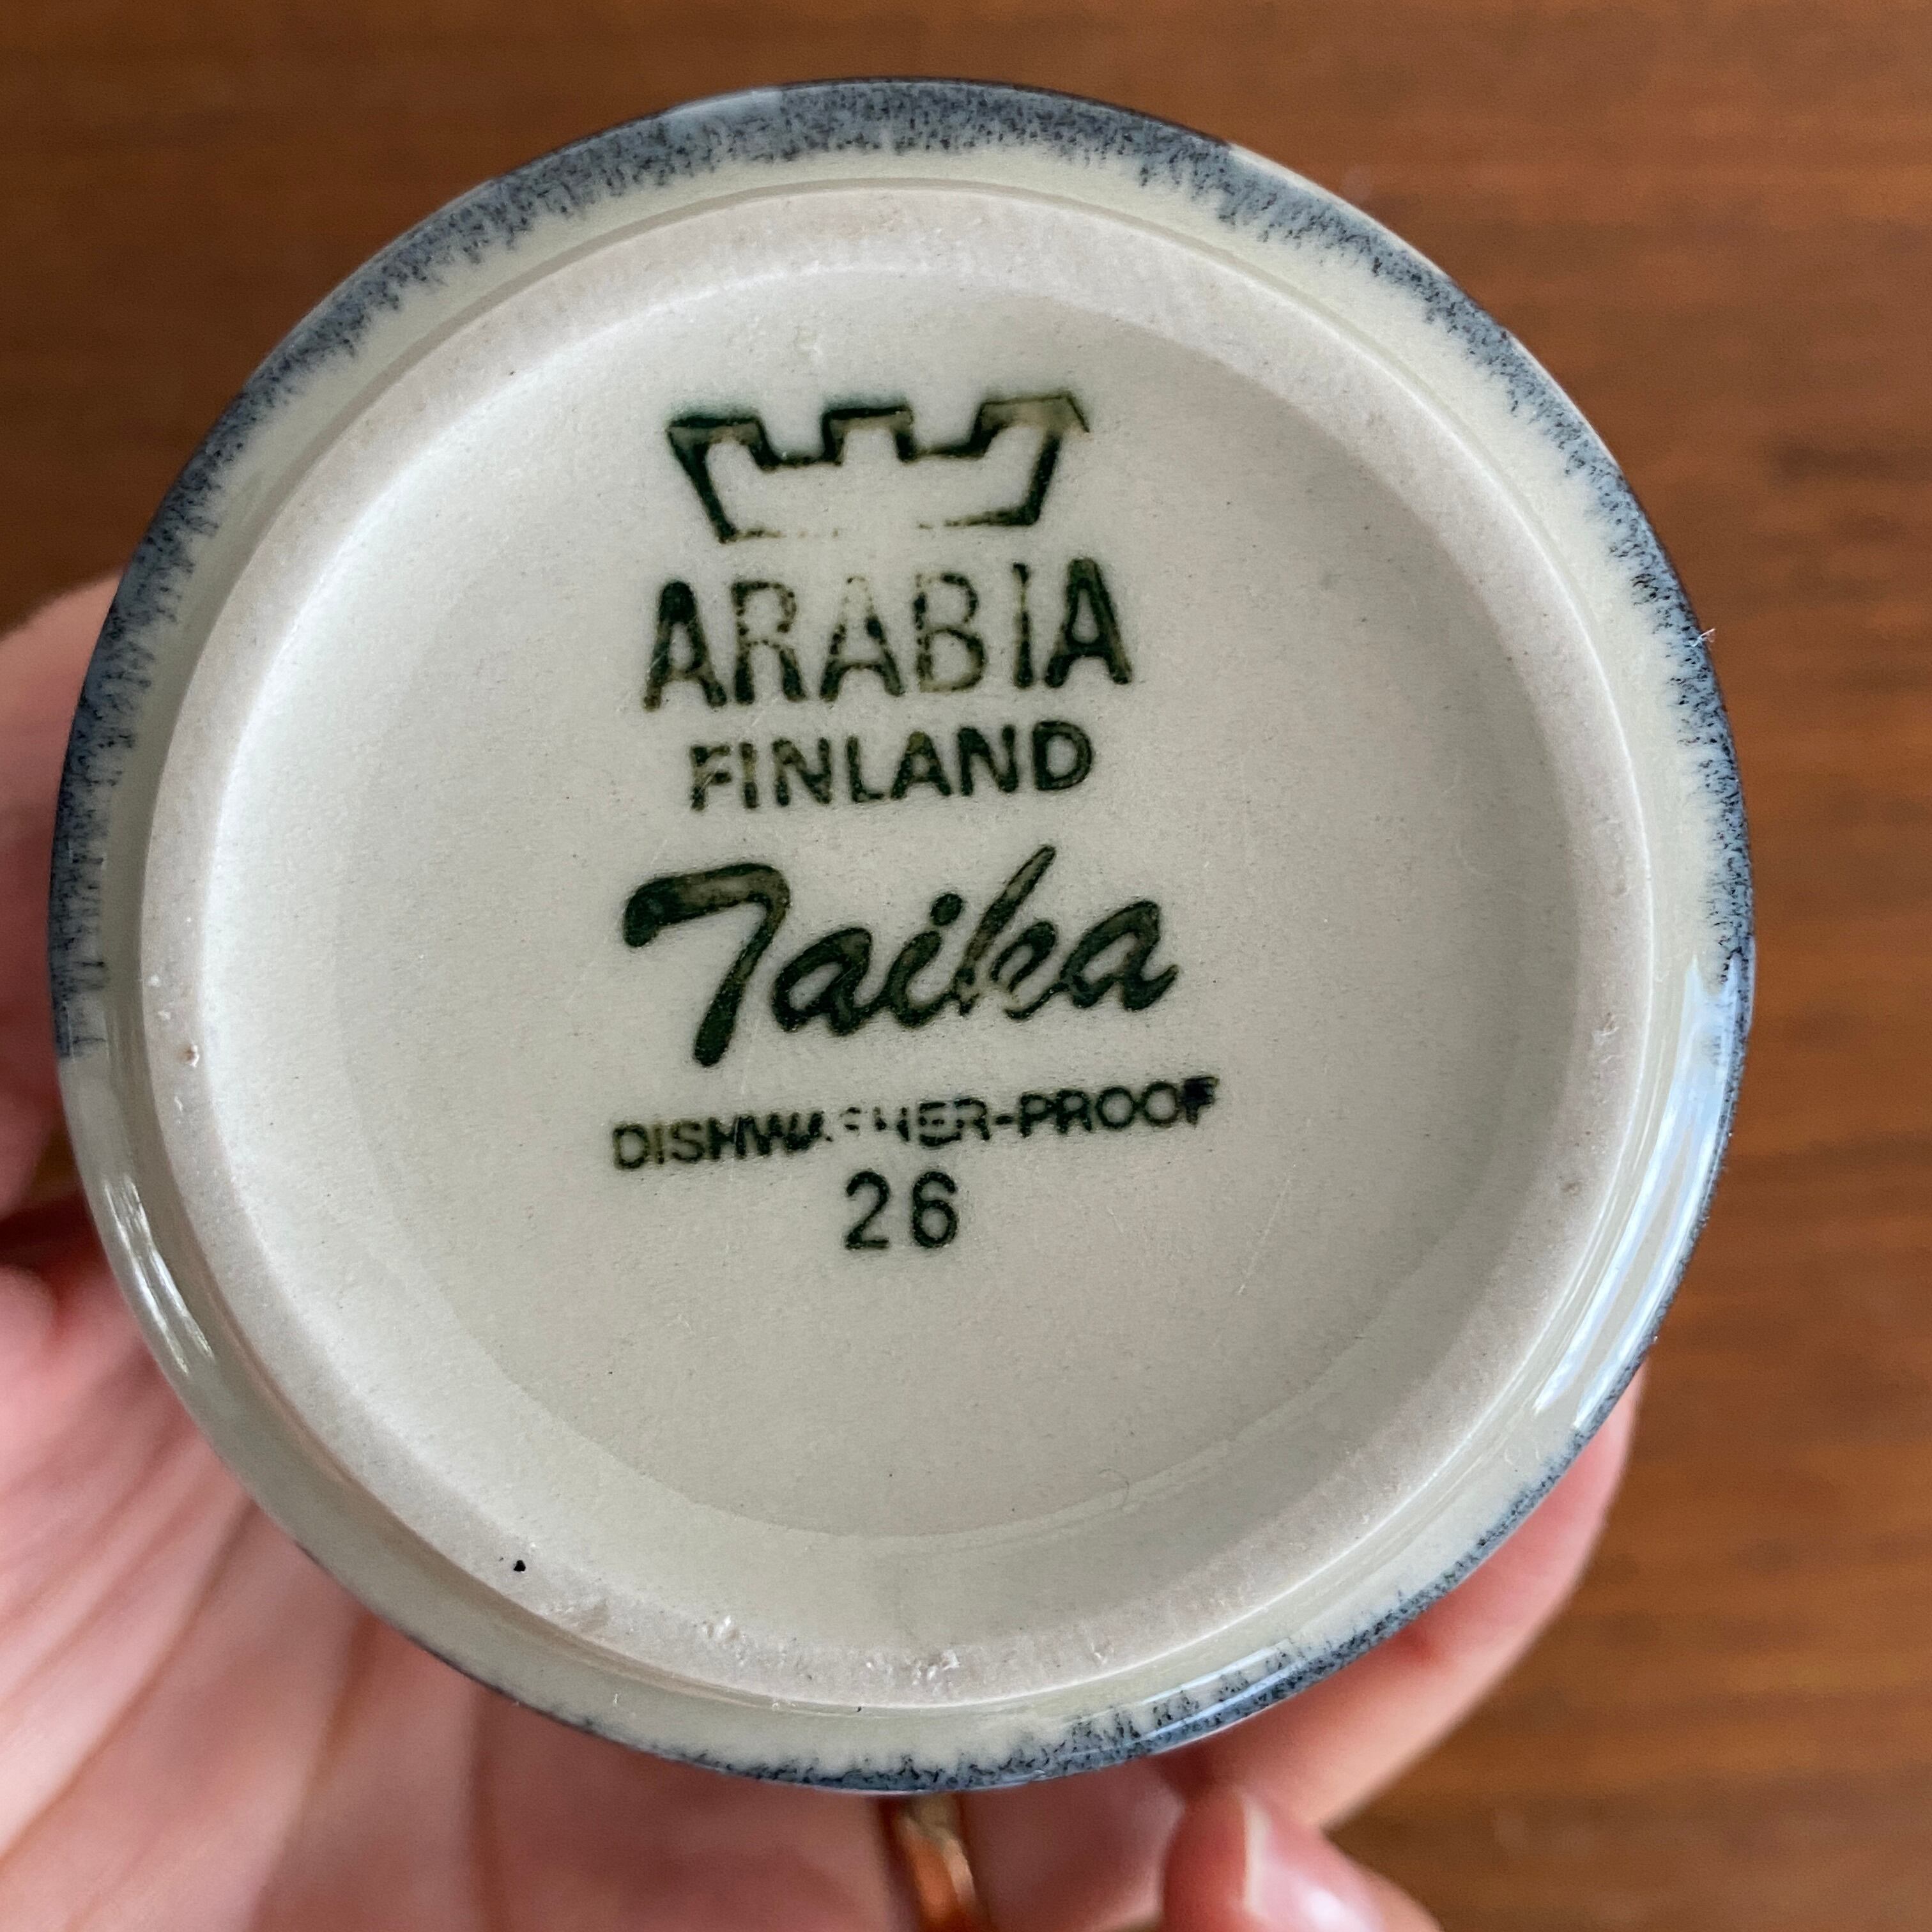 ARABIA
FINLAND
Taika
DISHWASHER-PROOF
26